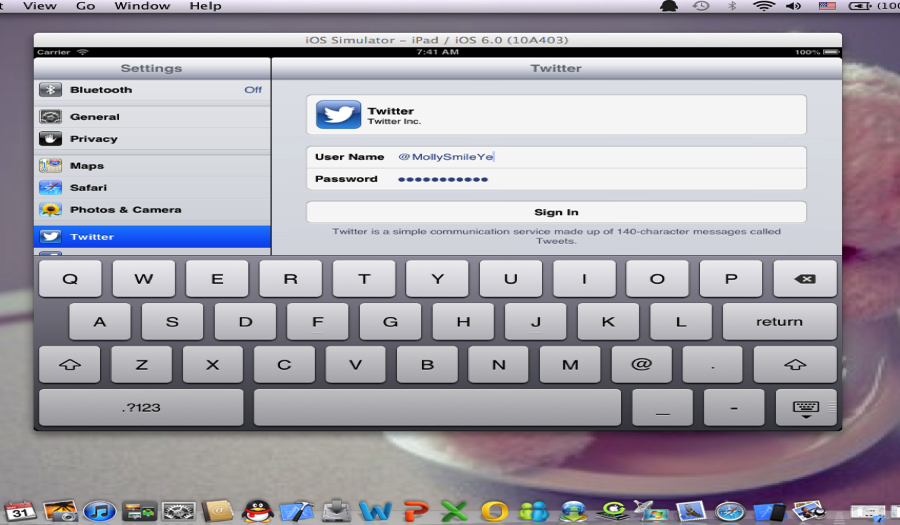 View Go Window Help
iOS Simulator – iPad / iOS 6.0 (10A403)
Carrier 7:41 AM 100%
Settings Twitter
Bluetooth Off
General
Privacy
Maps
Safari
Photos & Camera
Twitter
Twitter
Twitter Inc.
User Name @MollySmileYe
Password
Sign In
Twitter is a simple communication service made up of 140-character messages called
Tweets.
Q W E R T Y U I O P
A S D F G H J K L return
Z X C V B N M @ .
.?123 _ -
31